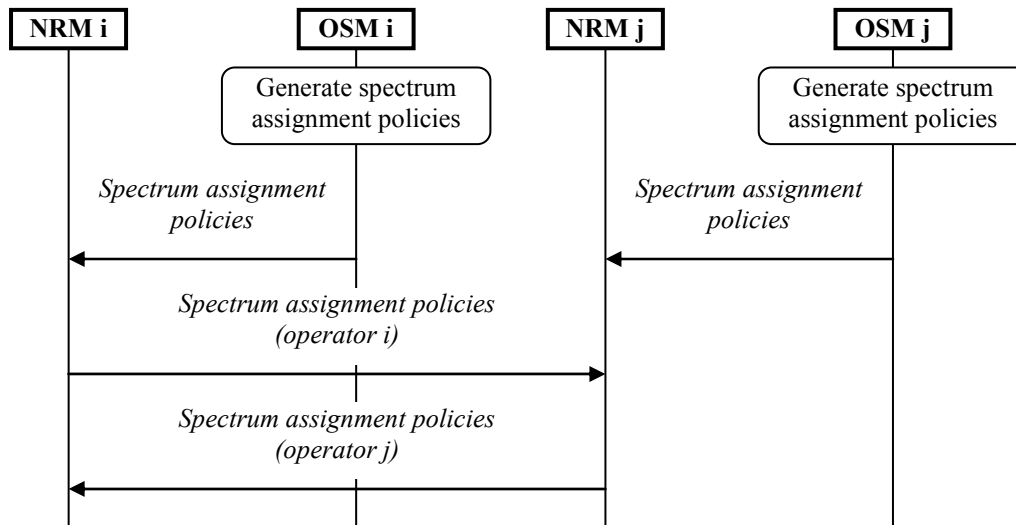 NRM i
OSM i
NRM j
OSM j
Generate spectrum
assignment policies
Generate spectrum
assignment policies
Spectrum assignment
policies
Spectrum assignment
policies
Spectrum assignment policies
(operator i)
Spectrum assignment policies
(operator j)